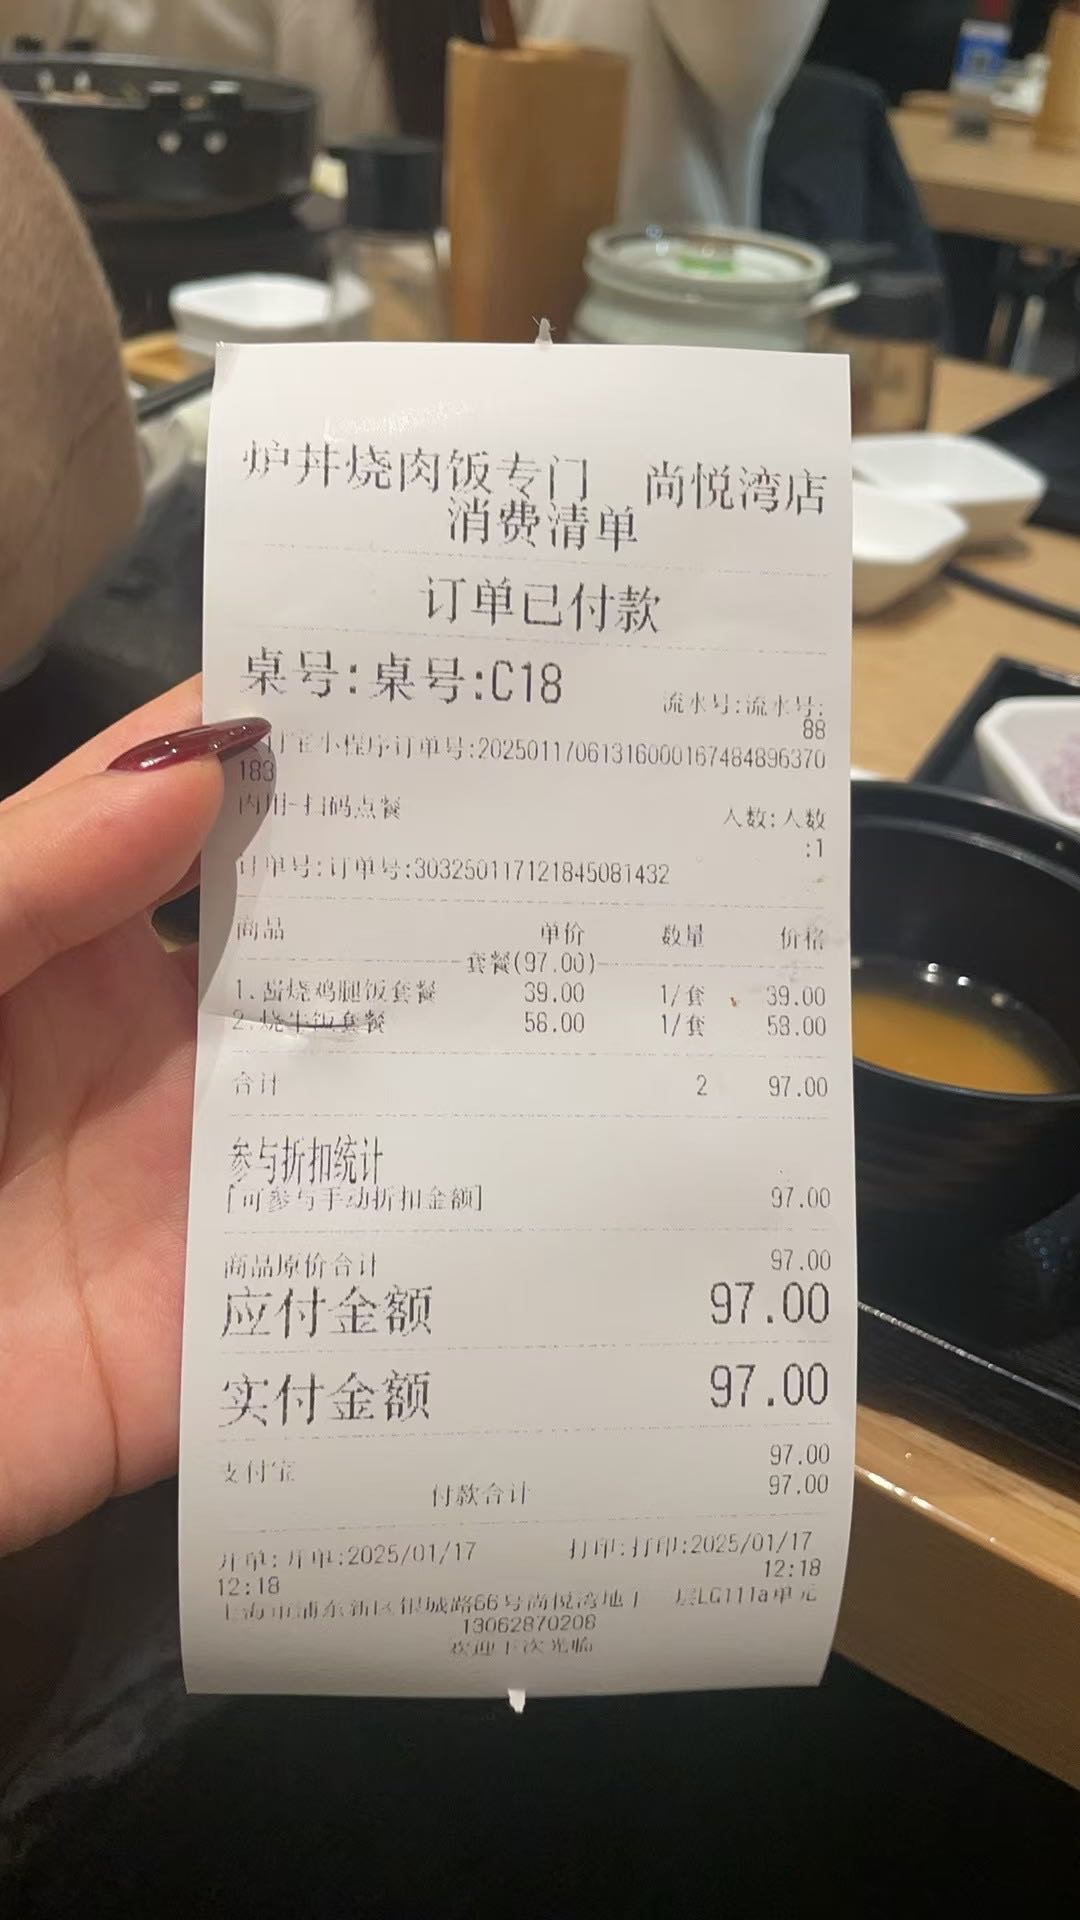 炉丼烧肉饭专门 尚悦湾店
消费清单
订单已付款
桌号:桌号:C18
流水号:流水号:
88
小程序订单号:20250117061316000167484896370
183
内用-扫码点餐
人数:人数
:1
订单号:订单号:303250117121845081432
商品 单价 数量 价格
套餐(97.00)
1. 烧鸡腿饭套餐 39.00 1/套 39.00
2.烧牛饭套餐 58.00 1/套 58.00
合计 2 97.00
参与折扣统计
[可参与手动折扣金额] 97.00
商品原价合计 97.00
应付金额 97.00
实付金额 97.00
支付宝 97.00
付款合计 97.00
开单:开单:2025/01/17
12:18
打印:打印:2025/01/17
12:18
上海市浦东新区银城路66号尚悦湾地下 层LG111a单元
13062870208
欢迎下次光临